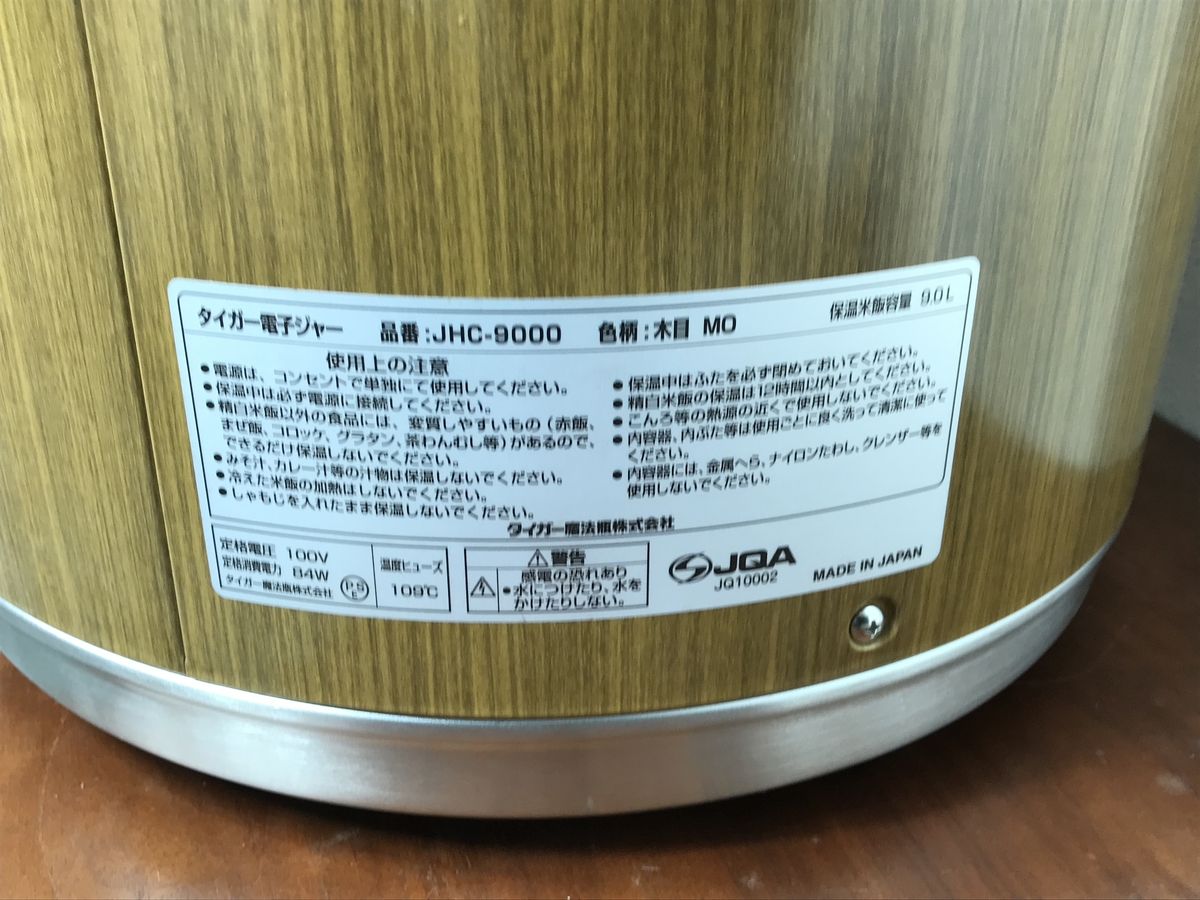 タイガー電子ジャー 品番:JHC-9000 色柄:木目 MO 保温米飯容量 9.0L
使用上の注意
●電源は、コンセントで単独にて使用してください。
●保温中は必ず電源に接続してください。
●精白米飯以外の食品には、変質しやすいもの(赤飯、
まぜ飯、コロッケ、グラタン、茶わんむし等)があるので、
できるだけ保温しないでください。
●みそ汁、カレー汁等の汁物は保温しないでください。
●冷えた米飯の加熱はしないでください。
●しゃもじを入れたまま保温しないでください。
●保温中はふたを必ず閉めておいてください。
●精白米飯の保温は12時間以内としてください。
●こんろ等の熱源の近くで使用しないでください。
●内容器、内ぶた等は使用ごとに良く洗って清潔に使って
ください。
●内容器には、金属へら、ナイロンたわし、クレンザー等を
使用しないでください。
タイガー魔法瓶株式会社
定格電圧 100V
定格消費電力 84W
タイガー魔法瓶株式会社
PSE
温度ヒューズ
109℃
⚠警告
感電の恐れあり
●水につけたり、水を
かけたりしない。
JQA
JQ10002
MADE IN JAPAN